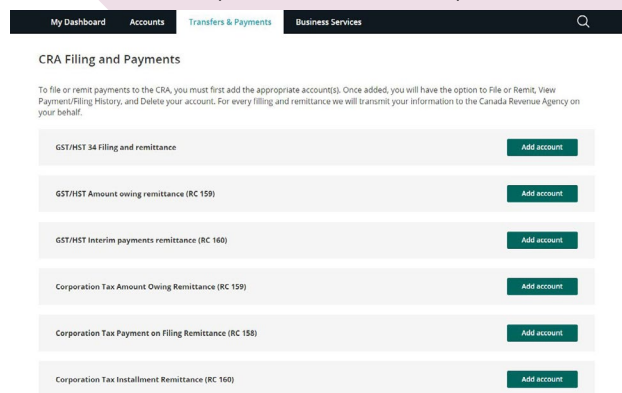 My Dashboard Accounts Transfers & Payments Business Services
CRA Filing and Payments
To file or remit payments to the CRA, you must first add the appropriate account(s). Once added, you will have the option to File or Remit, View
Payment/Filing History, and Delete your account. For every filling and remittance we will transmit your information to the Canada Revenue Agency on
your behalf.
GST/HST 34 Filing and remittance Add account
GST/HST Amount owing remittance (RC 159) Add account
GST/HST Interim payments remittance (RC 160) Add account
Corporation Tax Amount Owing Remittance (RC 159) Add account
Corporation Tax Payment on Filing Remittance (RC 158) Add account
Corporation Tax Installment Remittance (RC 160) Add account